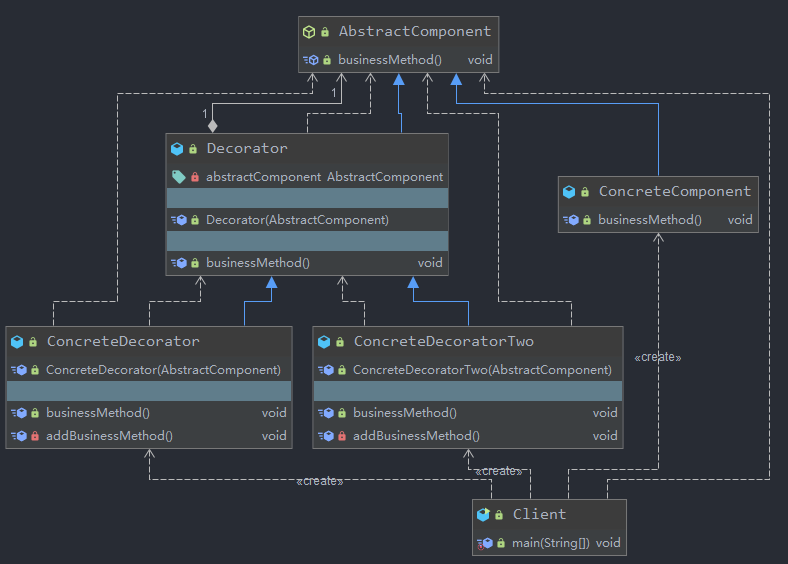 AbstractComponent
businessMethod() void
1
1
Decorator
abstractComponent AbstractComponent
Decorator(AbstractComponent)
businessMethod() void
ConcreteComponent
businessMethod() void
ConcreteDecorator
ConcreteDecorator(AbstractComponent)
businessMethod() void
addBusinessMethod() void
ConcreteDecoratorTwo
ConcreteDecoratorTwo(AbstractComponent)
businessMethod() void
addBusinessMethod() void
«create»
«create»
«create»
Client
main(String[]) void